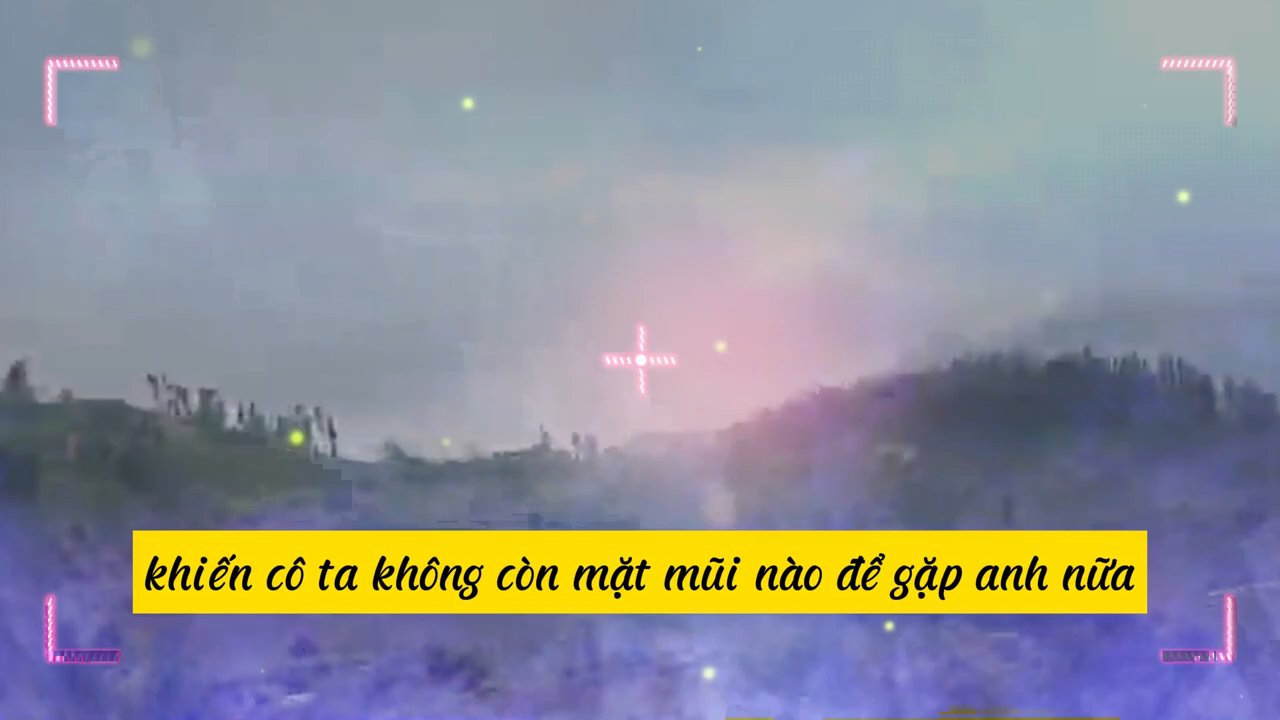 khiến cô ta không còn mặt mũi nào để gặp anh nữa